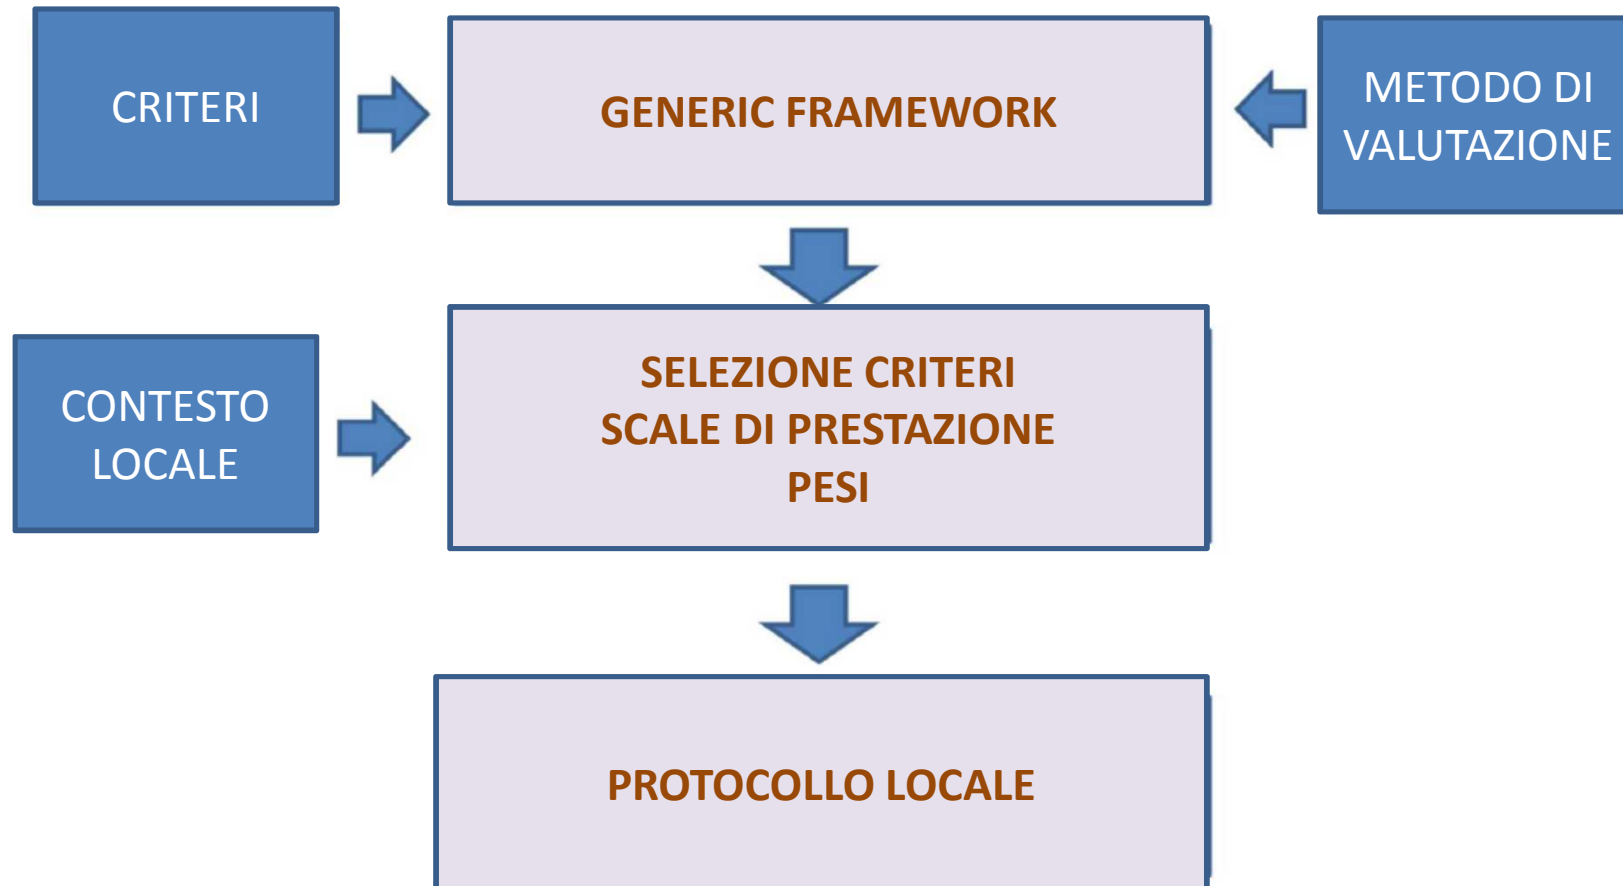 CRITERI
GENERIC FRAMEWORK
METODO DI
VALUTAZIONE
CONTESTO
LOCALE
SELEZIONE CRITERI
SCALE DI PRESTAZIONE
PESI
PROTOCOLLO LOCALE